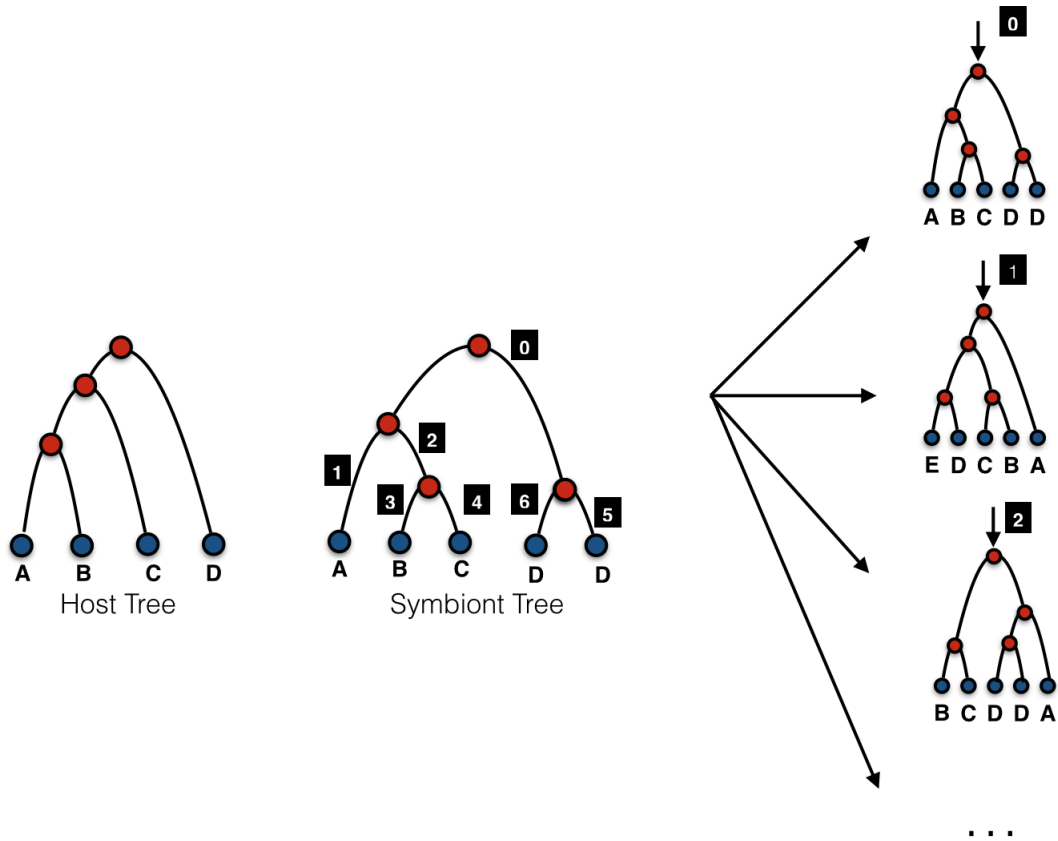 A B C D
Host Tree
0
1
2
3
4
6
5
A B C D D
Symbiont Tree
0
A B C D D
1
E D C B A
2
B C D D A
. . .